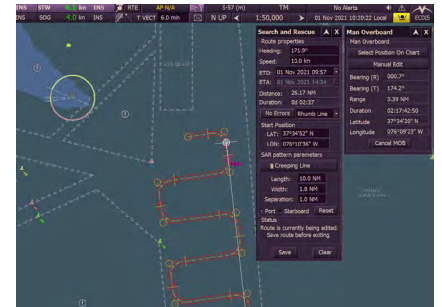 INS STW kn INS RTE AP N/A S-57 (m) TM No Alerts
INS SOG 4.0 kn INS T VECT 6.0 min N UP < 1:50,000 > 01 Nov 2021 10:20:22 Local ECDIS
Search and Rescue X
Route properties
Heading: 171.9°
Speed: 10.0 kn
ETD: 01 Nov 2021 09:57
ETA: 01 Nov 2021
Distance: 26.17 NM
Duration: 0d 02:37
No Errors Rhumb Line
Start Position
LAT: 37°34'52" N
LON: 076°10'36" W
SAR pattern parameters
Creeping Line
Length: 10.0 NM
Width: 1.8 NM
Separation: 1.0 NM
Port Starboard Reset
Status
Route is currently being edited.
Save route before exiting
Save Clear
Man Overboard X
Man Overboard
Select Position On Chart
Manual Edit
Bearing (R) 000.7°
Bearing (T) 174.2°
Range 0.39 NM
Duration 02:17:42:50
Latitude 37°34'20" N
Longitude 076°09'23" W
Cancel MOB